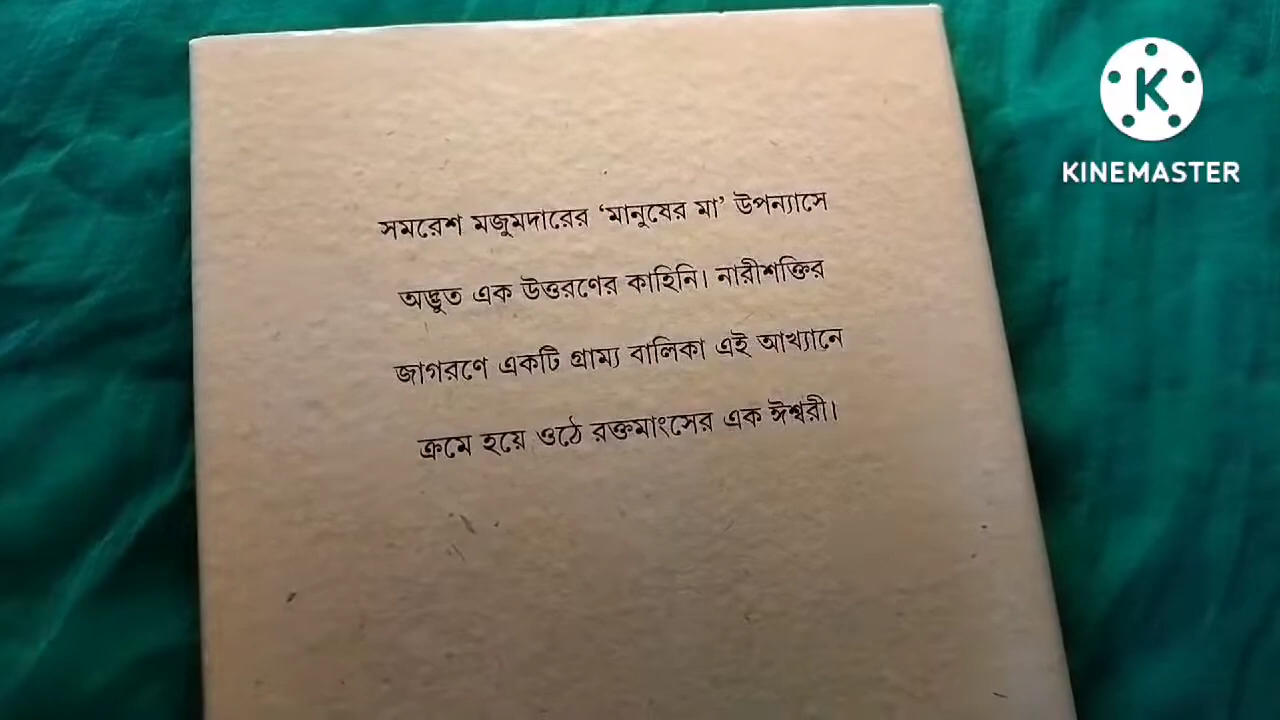 সমরেশ মজুমদারের ‘মানুষের মা’ উপন্যাসে
অদ্ভুত এক উত্তরণের কাহিনি। নারীশক্তির
জাগরণে একটি গ্রাম্য বালিকা এই আখ্যানে
ক্রমে হয়ে ওঠে রক্তমাংসের এক ঈশ্বরী।
K
KINEMASTER